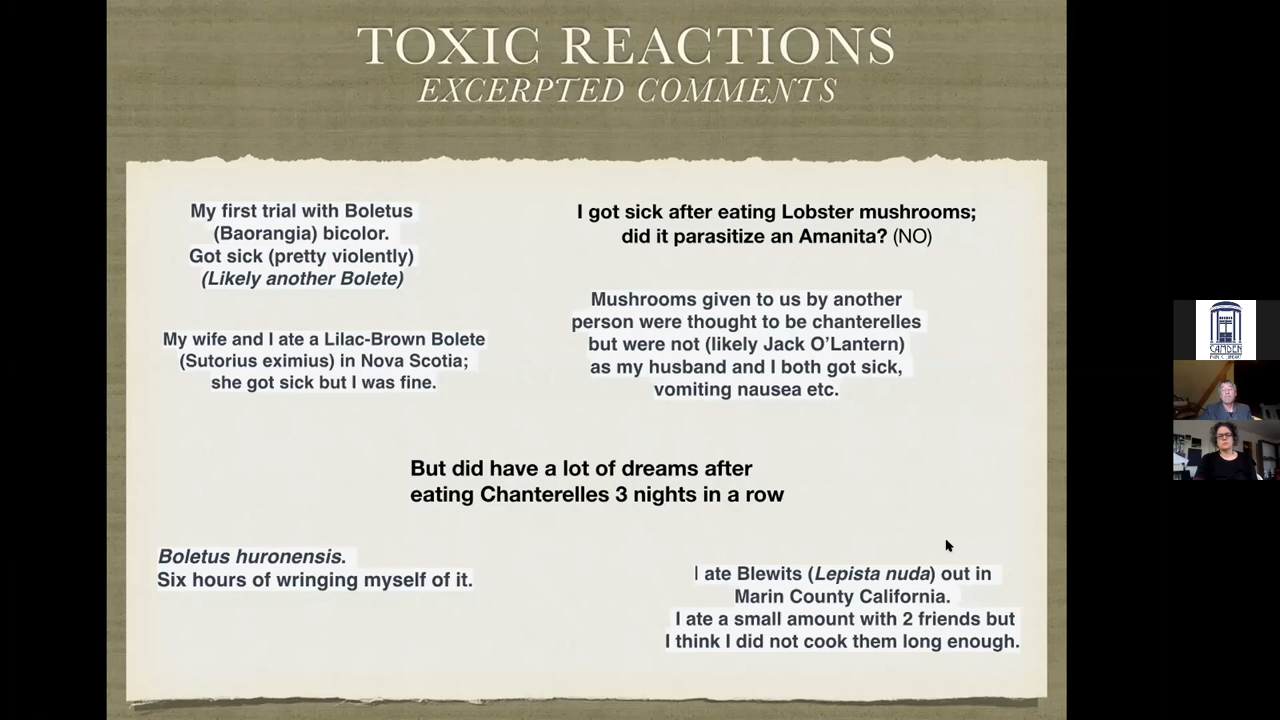 TOXIC REACTIONS
EXCERPTED COMMENTS
My first trial with Boletus
(Baorangia) bicolor.
Got sick (pretty violently)
(Likely another Bolete)
I got sick after eating Lobster mushrooms;
did it parasitize an Amanita? (NO)
My wife and I ate a Lilac-Brown Bolete
(Sutorius eximius) in Nova Scotia;
she got sick but I was fine.
Mushrooms given to us by another
person were thought to be chanterelles
but were not (likely Jack O’Lantern)
as my husband and I both got sick,
vomiting nausea etc.
But did have a lot of dreams after
eating Chanterelles 3 nights in a row
Boletus huronensis.
Six hours of wringing myself of it.
I ate Blewits (Lepista nuda) out in
Marin County California.
I ate a small amount with 2 friends but
I think I did not cook them long enough.
CAMDEN